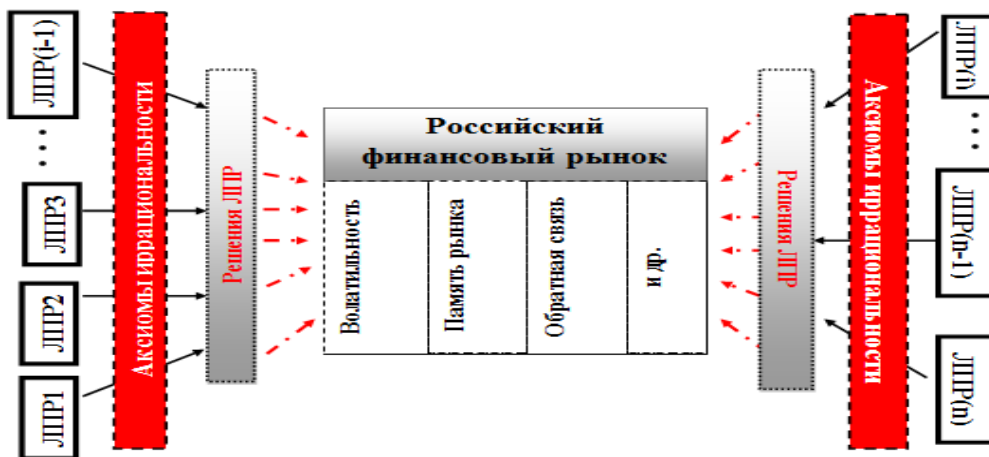 ЛПР(i-1)
• • •
ЛПР3
ЛПР2
ЛПР1
Аксиомы иррациональности
Решения ЛПР
Российский
финансовый рынок
Волатильность
Память рынка
Обратная связь
и др.
Решения ЛПР
Аксиомы иррациональности
ЛПР(i)
• • •
ЛПР(n-1)
ЛПР(n)